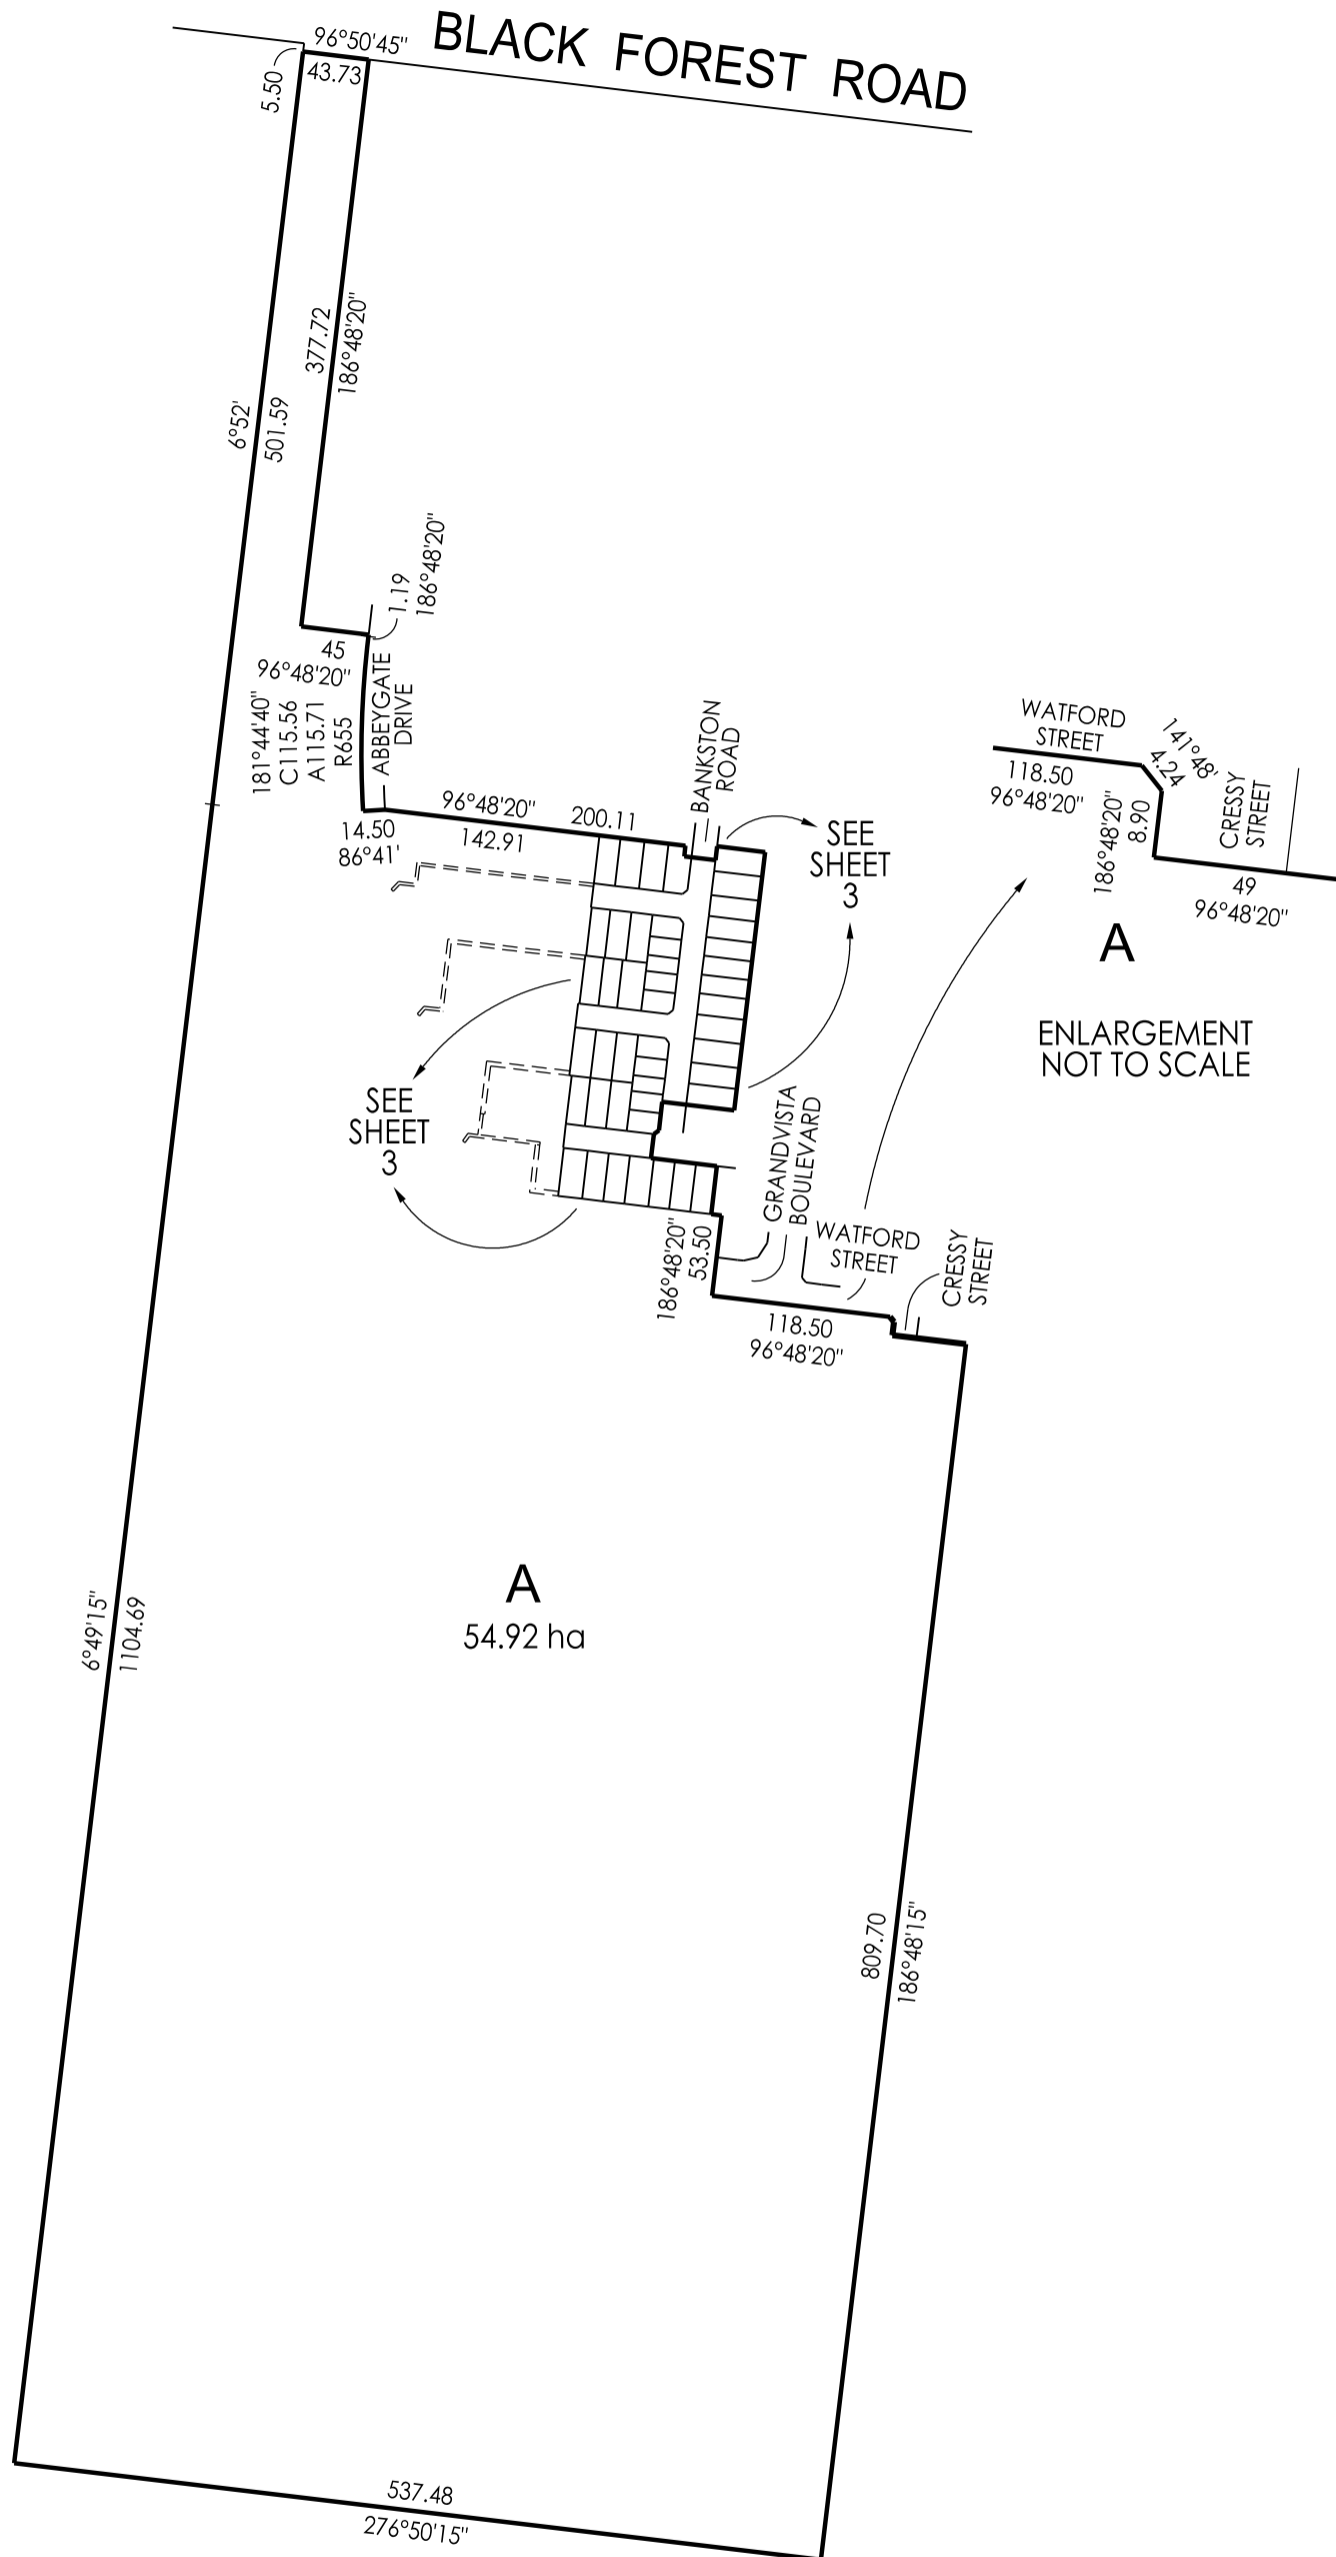 BLACK FOREST ROAD
96°50'45"
43.73
5.50
377.72
186°48'20"
6°52'
501.59
1.19
186°48'20"
45
96°48'20"
181°44'40"
C115.56
A115.71
R655
ABBEYGATE
DRIVE
14.50
86°41'
96°48'20"
200.11
142.91
BANKSTON
ROAD
SEE
SHEET
3
WATFORD
STREET
141°48'
4.24
118.50
96°48'20"
186°48'20"
8.90
CRESSY
STREET
49
96°48'20"
A
ENLARGEMENT
NOT TO SCALE
SEE
SHEET
3
GRANDVISTA
BOULEVARD
WATFORD
STREET
CRESSY
STREET
186°48'20"
53.50
118.50
96°48'20"
A
54.92 ha
6°49'15"
1104.69
809.70
186°48'15"
537.48
276°50'15"